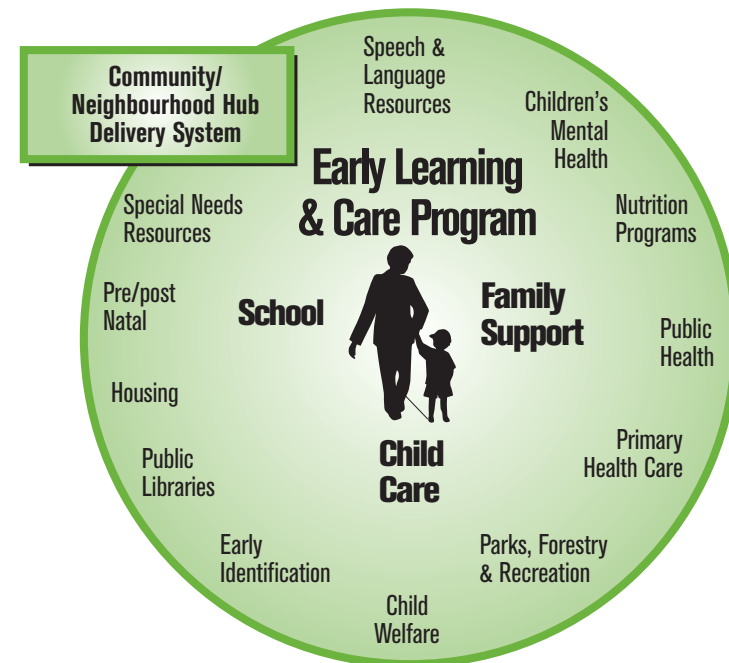 Community/
Neighbourhood Hub
Delivery System
Speech &
Language
Resources
Children's
Mental
Health
Early Learning
& Care Program
Special Needs
Resources
Nutrition
Programs
Pre/post
Natal
School
Family
Support
Public
Health
Housing
Public
Libraries
Child
Care
Primary
Health Care
Early
Identification
Parks, Forestry
& Recreation
Child
Welfare